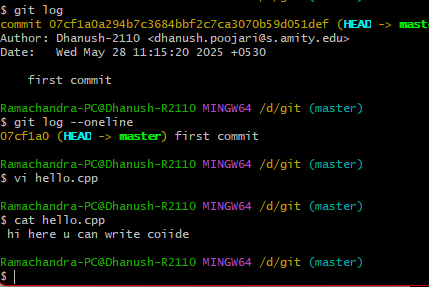 $ git log
commit 07cf1a0a294b7c3684bbf2c7ca3070b59d051def (HEAD -> mast
Author: Dhanush-2110 <dhanush.poojari@s.amity.edu>
Date:   Wed May 28 11:15:20 2025 +0530
    first commit
Ramachandra-PC@Dhanush-R2110 MINGW64 /d/git (master)
$ git log --oneline
07cf1a0 (HEAD -> master) first commit
Ramachandra-PC@Dhanush-R2110 MINGW64 /d/git (master)
$ vi hello.cpp
Ramachandra-PC@Dhanush-R2110 MINGW64 /d/git (master)
$ cat hello.cpp
 hi here u can write coiide
Ramachandra-PC@Dhanush-R2110 MINGW64 /d/git (master)
$